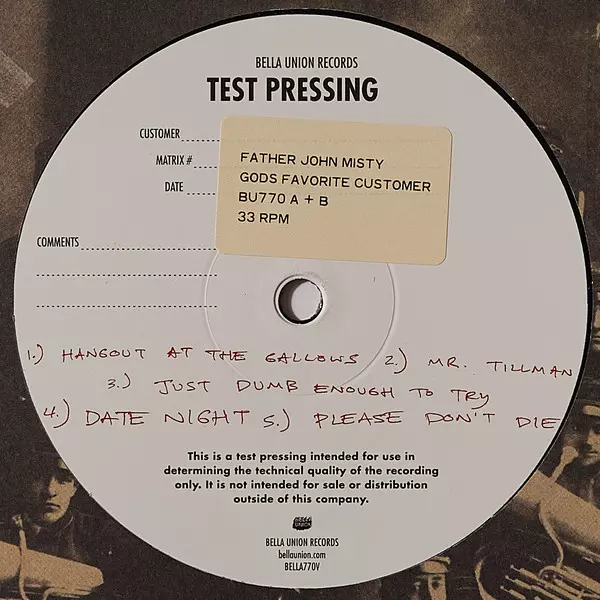 BELLA UNION RECORDS
TEST PRESSING
CUSTOMER
MATRIX #
DATE
FATHER JOHN MISTY
GODS FAVORITE CUSTOMER
BU770 A + B
33 RPM
COMMENTS
1.) HANGOUT AT THE GALLOWS 2.) MR. TILLMAN
3.) JUST DUMB ENOUGH TO TRY
4.) DATE NIGHT 5.) PLEASE DON'T DIE
This is a test pressing intended for use in
determining the technical quality of the recording
only. It is not intended for sale or distribution
outside of this company.
BELLA UNION
BELLA UNION RECORDS
bellaunion.com
BELLA770V